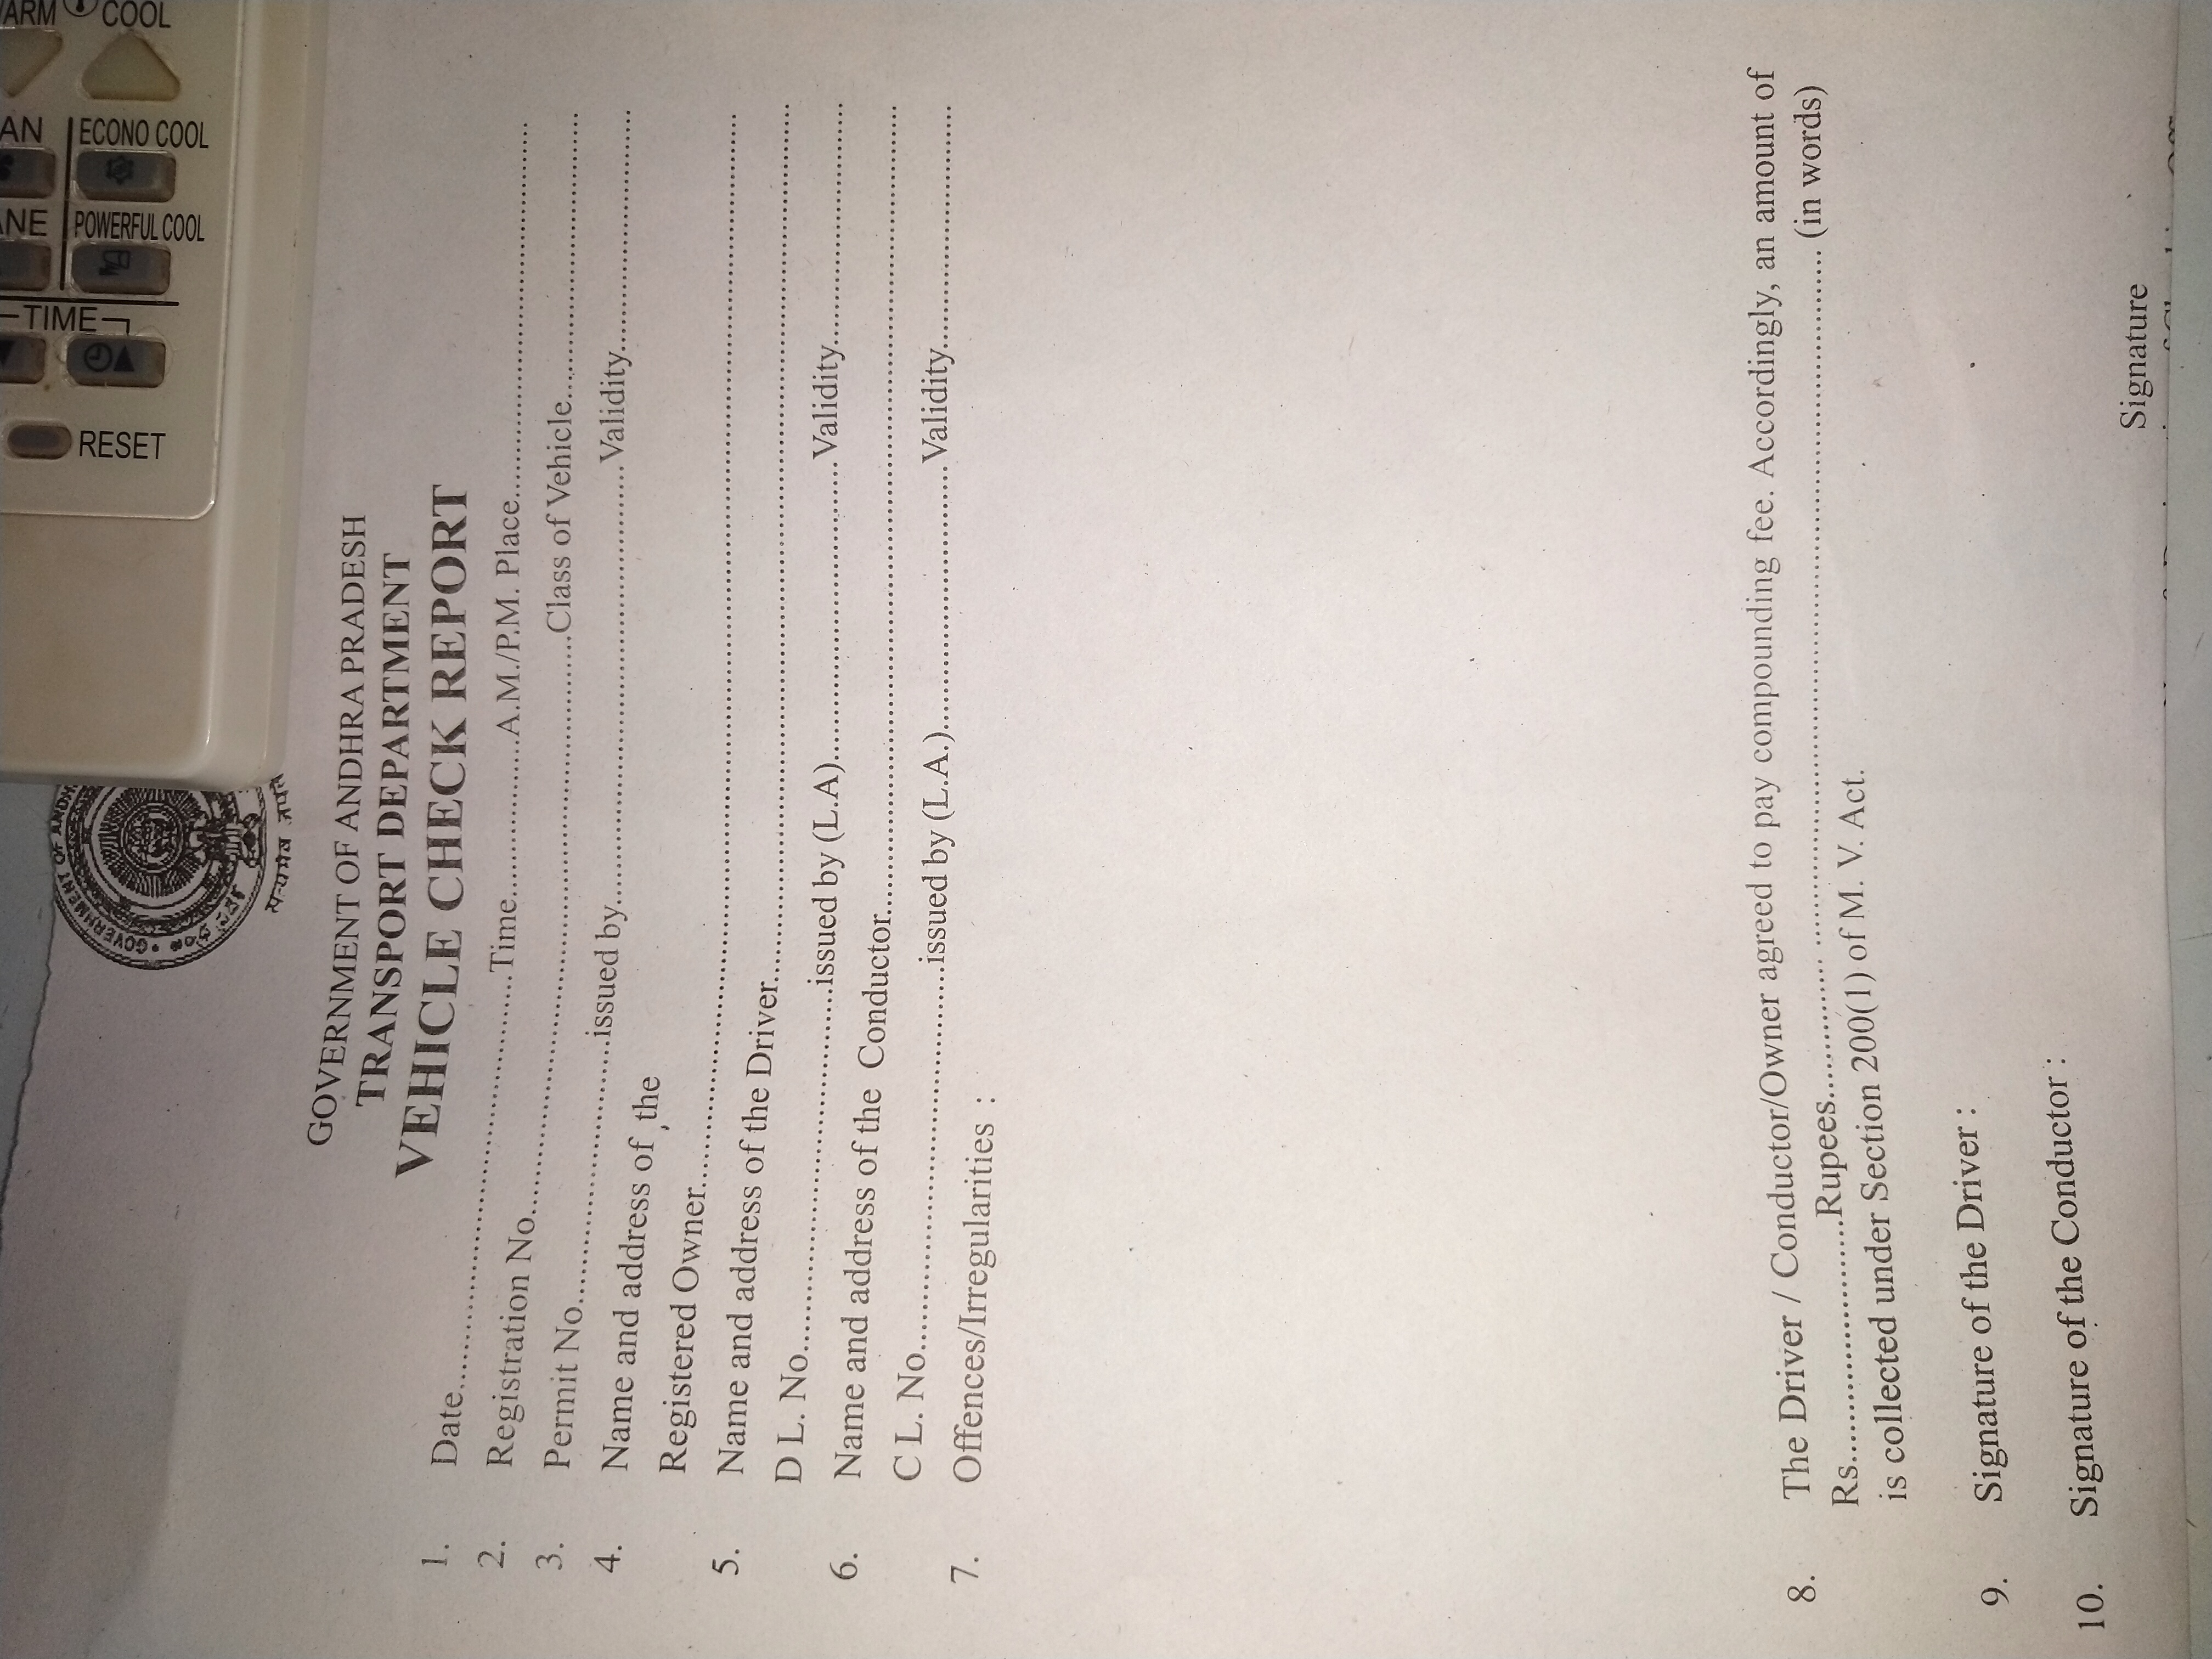 GOVERNMENT OF ANDH
सत्यमेव जयते
RESET
TIME
POWERFUL COOL
ECONO COOL
COOL
GOVERNMENT OF ANDHRA PRADESH
TRANSPORT DEPARTMENT
VEHICLE CHECK REPORT
1. Date..............................Time..................A.M./P.M. Place..............................
2. Registration No..............................Class of Vehicle..............................
3. Permit No..............................issued by..............................Validity..............................
4. Name and address of the
Registered Owner..............................
5. Name and address of the Driver..............................
D L. No..............................issued by (L.A)..............................Validity..............................
6. Name and address of the Conductor..............................
C L. No..............................issued by (L.A.)..............................Validity..............................
7. Offences/Irregularities :
8. The Driver / Conductor/Owner agreed to pay compounding fee. Accordingly, an amount of
Rs........................Rupees............... .............................. (in words)
is collected under Section 200(1) of M. V. Act.
9. Signature of the Driver :
10. Signature of the Conductor :
Signature